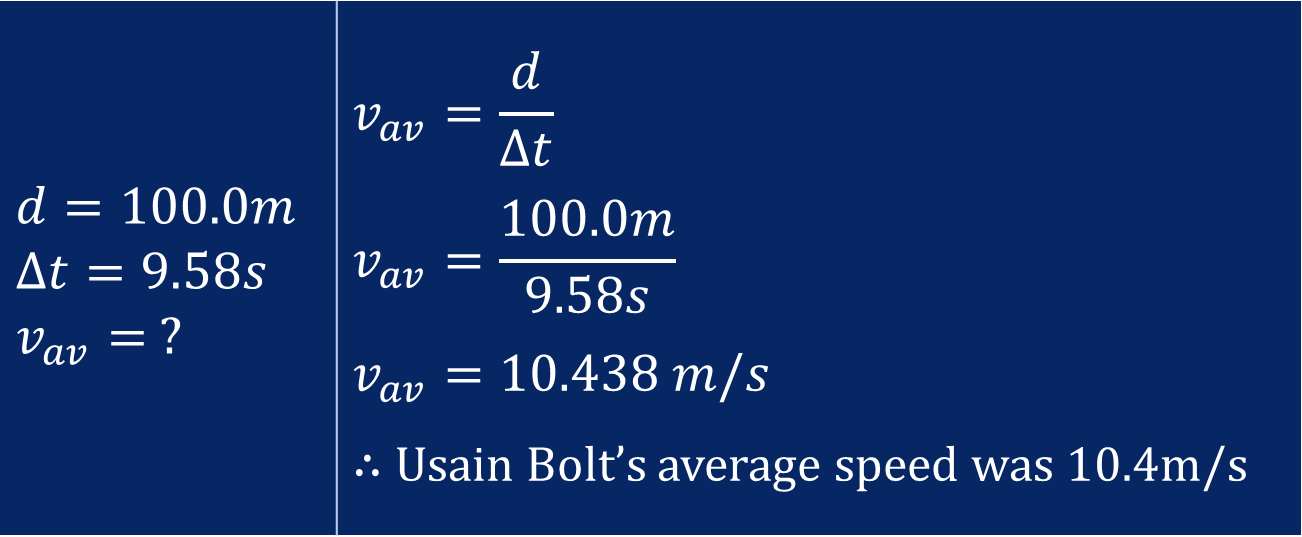 d = 100.0m
Δt = 9.58s
v_av = ?
v_av = d/Δt
v_av = 100.0m/9.58s
v_av = 10.438 m/s
∴ Usain Bolt’s average speed was 10.4m/s